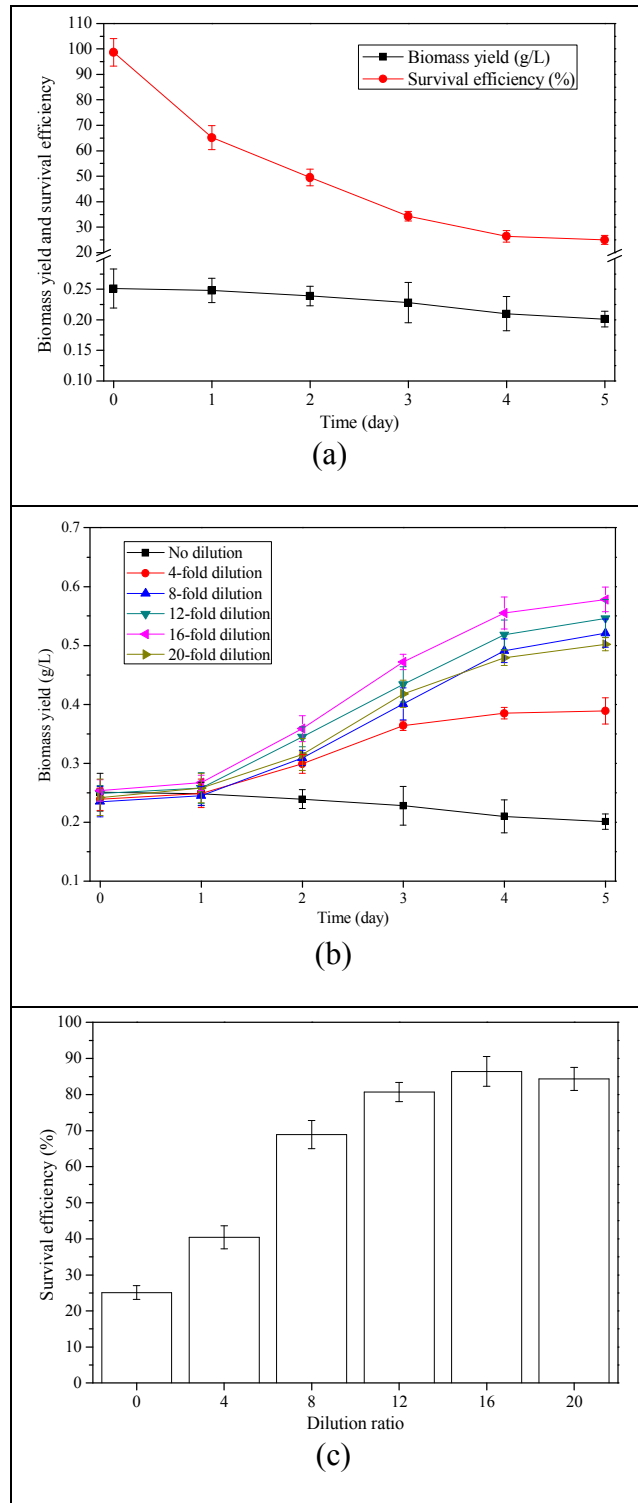 Biomass yield (g/L)
Survival efficiency (%)
Biomass yield and survival efficiency
110
100
90
80
70
60
50
40
30
20
0.25
0.20
0.15
0.10
0 1 2 3 4 5
Time (day)
(a)
No dilution
4-fold dilution
8-fold dilution
12-fold dilution
16-fold dilution
20-fold dilution
Biomass yield (g/L)
0.7
0.6
0.5
0.4
0.3
0.2
0.1
0 1 2 3 4 5
Time (day)
(b)
Survival efficiency (%)
100
90
80
70
60
50
40
30
20
10
0
0 4 8 12 16 20
Dilution ratio
(c)